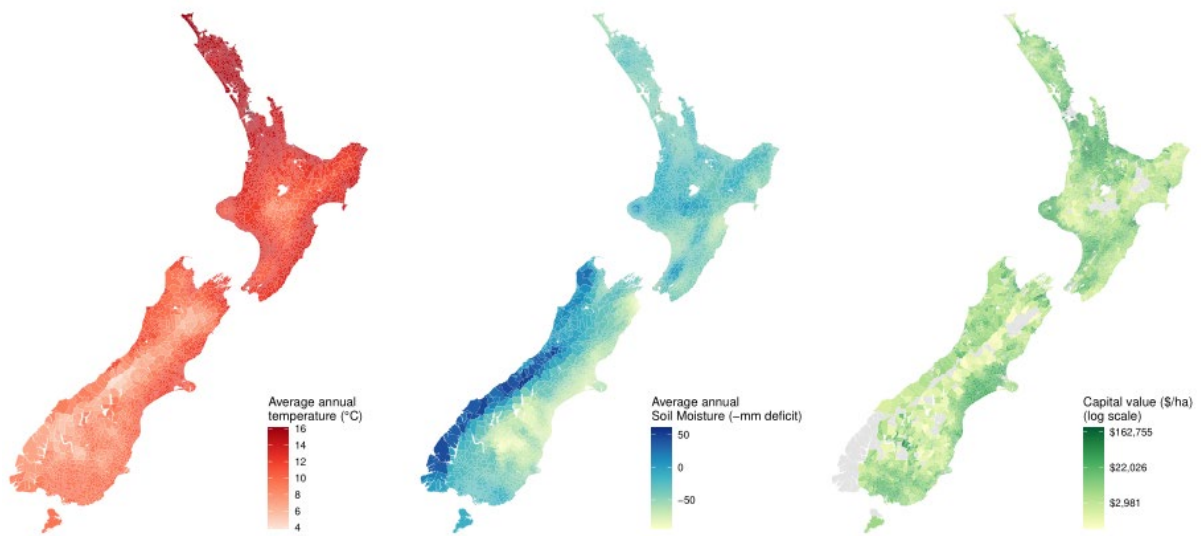 Average annual
temperature (°C)
16
14
12
10
8
6
4
Average annual
Soil Moisture (−mm deficit)
50
0
−50
Capital value ($/ha)
(log scale)
$162,755
$22,026
$2,981